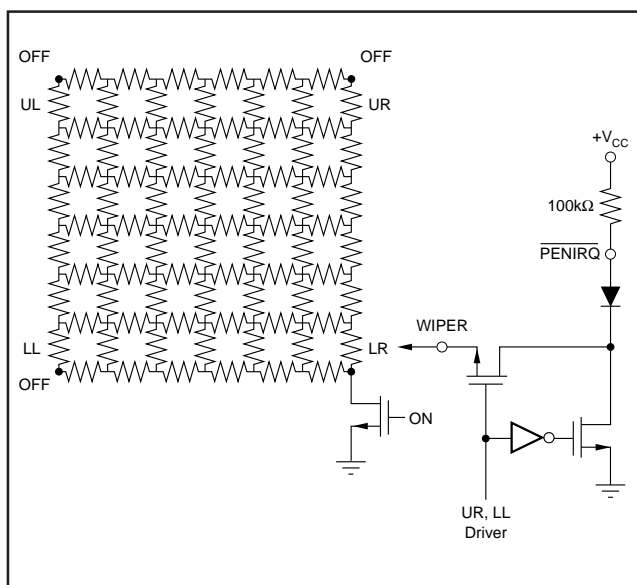 OFF
OFF
UL
UR
+VCC
100kΩ
PENIRQ
WIPER
LL
LR
OFF
ON
UR, LL
Driver